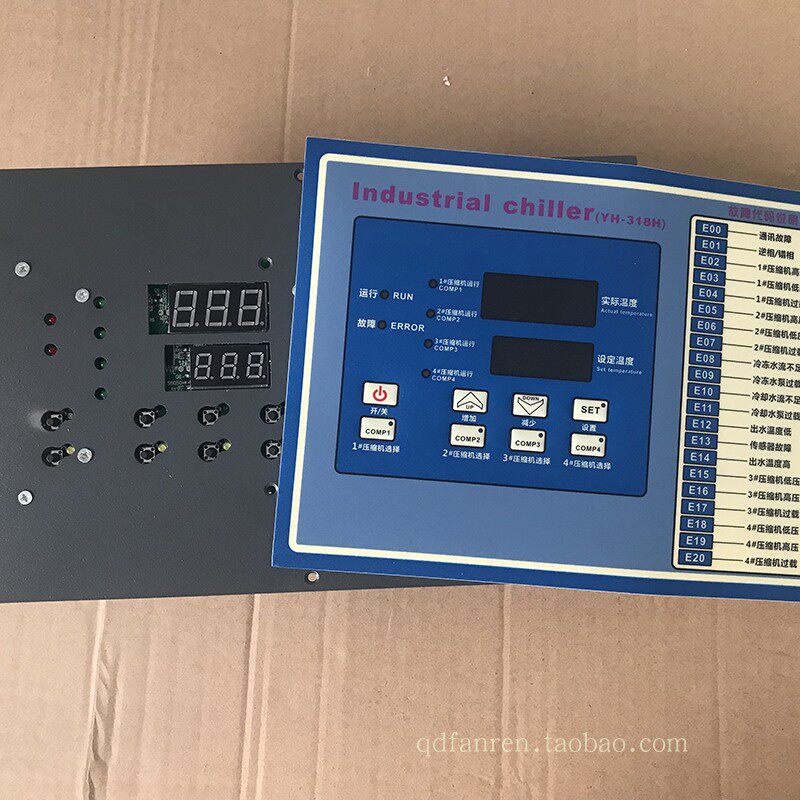 Industrial chiller(YH-318H)
故障代码说明
运行 RUN
故障 ERROR
1#压缩机运行
COMP1
2#压缩机运行
COMP2
3#压缩机运行
COMP3
4#压缩机运行
COMP4
实际温度
Actual temperature
设定温度
Set temperature
开/关
UP
增加
DOWN
减少
SET
设置
COMP1
1#压缩机选择
COMP2
2#压缩机选择
COMP3
3#压缩机选择
COMP4
4#压缩机选择
E00 通讯故障
E01 逆相/错相
E02 1#压缩机高
E03 1#压缩机低
E04 1#压缩机过
E05 2#压缩机高
E06 2#压缩机低
E07 2#压缩机过
E08 冷冻水流不足
E09 冷冻水泵过载
E10 冷却水流不
E11 冷却水泵过载
E12 出水温度低
E13 传感器故障
E14 出水温度高
E15 3#压缩机低压
E16 3#压缩机高压
E17 3#压缩机过载
E18 4#压缩机低压
E19 4#压缩机高压
E20 4#压缩机过载
qdfanren.taobao.com